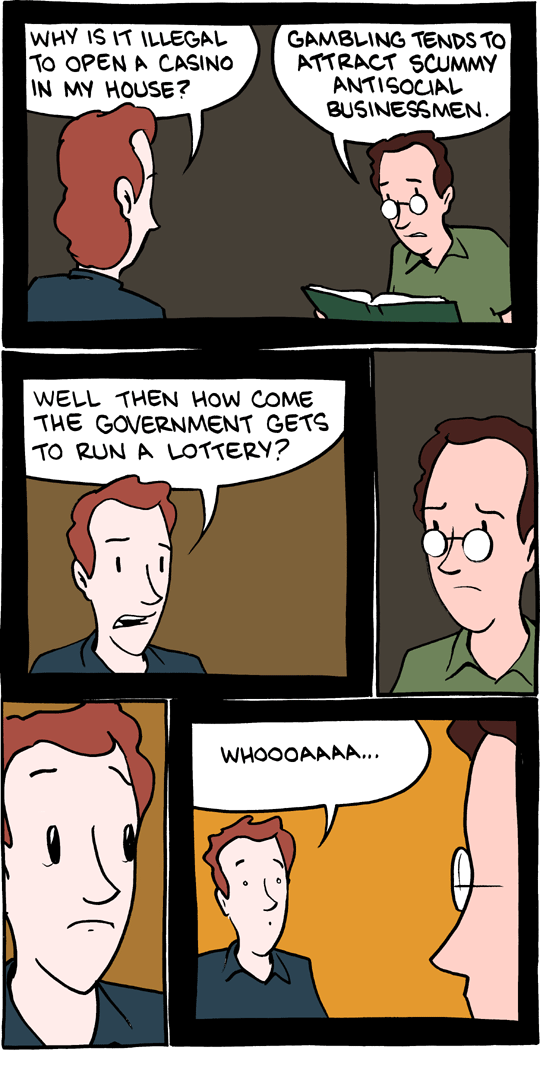 WHY IS IT ILLEGAL
TO OPEN A CASINO
IN MY HOUSE?
GAMBLING TENDS TO
ATTRACT SCUMMY
ANTISOCIAL
BUSINESSMEN.
WELL THEN HOW COME
THE GOVERNMENT GETS
TO RUN A LOTTERY?
WHOOOAAAA...